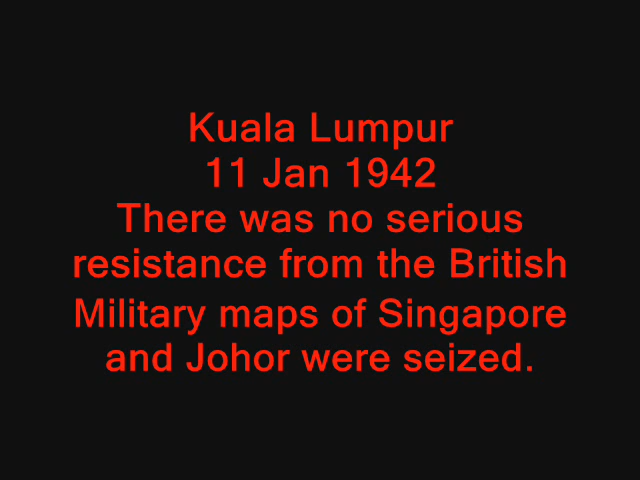 Kuala Lumpur
11 Jan 1942
There was no serious
resistance from the British
Military maps of Singapore
and Johor were seized.